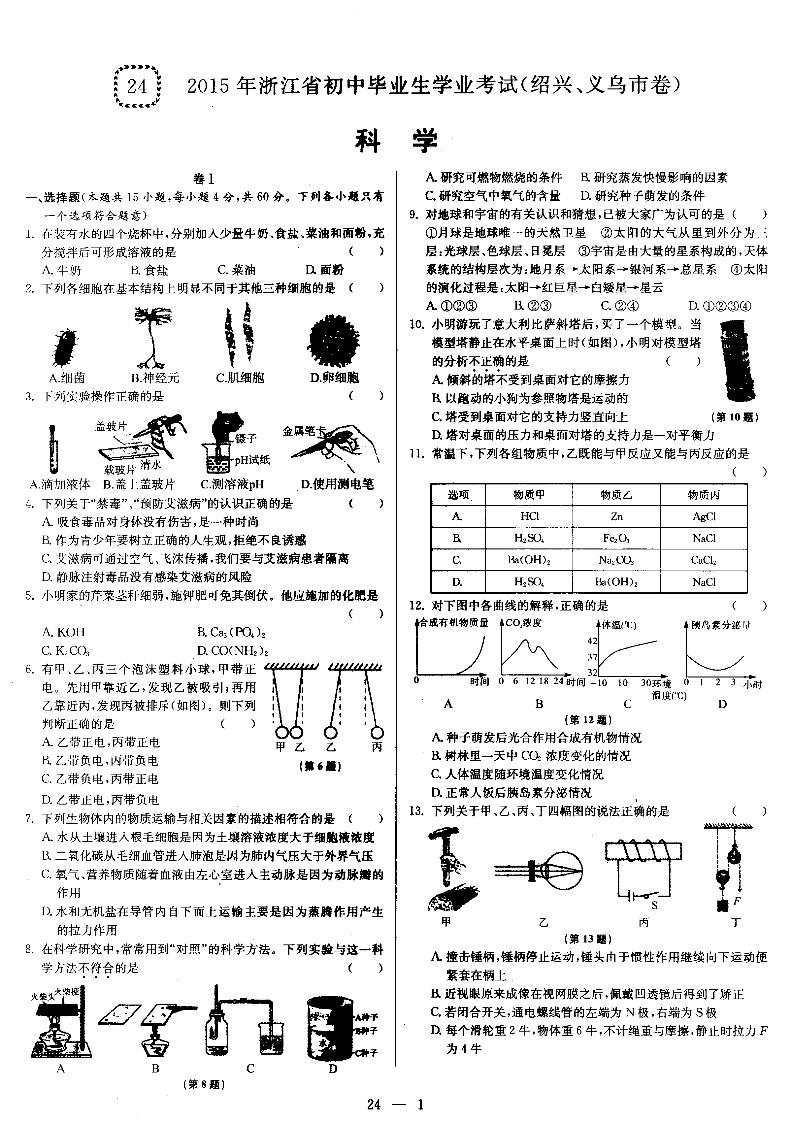 24 2015年浙江省初中毕业生学业考试(绍兴、义乌市卷)
科 学
卷Ⅰ
一、选择题(本题共15小题,每小题4分,共60分。下列各小题只有
一个选项符合题意)
1. 在装有水的四个烧杯中,分别加入少量牛奶、食盐、菜油和面粉,充
分搅拌后可形成溶液的是 ( )
A. 牛奶 B. 食盐 C. 菜油 D. 面粉
2. 下列各细胞在基本结构上明显不同于其他三种细胞的是 ( )
A.细菌 B.神经元 C.肌细胞 D.卵细胞
3. 下列实验操作正确的是 ( )
盖玻片 镊子 金属笔卡
载玻片 清水 pH试纸
A.滴加液体 B.盖上盖玻片 C.测溶液pH D.使用测电笔
4. 下列关于“禁毒”、“预防艾滋病”的认识正确的是 ( )
A. 吸食毒品对身体没有伤害,是一种时尚
B. 作为青少年要树立正确的人生观,拒绝不良诱惑
C. 艾滋病可通过空气、飞沫传播,我们要与艾滋病患者隔离
D. 静脉注射毒品没有感染艾滋病的风险
5. 小明家的芹菜茎秆细弱,施钾肥可免其倒伏。他应施加的化肥是
( )
A. KOH B. Ca₃(PO₄)₂
C. K₂CO₃ D. CO(NH₂)₂
6. 有甲、乙、丙三个泡沫塑料小球,甲带正
电。先用甲靠近乙,发现乙被吸引;再用
乙靠近丙,发现丙被排斥(如图)。则下列
判断正确的是 ( )
A. 乙带正电,丙带正电
B. 乙带负电,丙带负电
C. 乙带负电,丙带正电
D. 乙带正电,丙带负电
甲 乙 乙 丙
(第6题)
7. 下列生物体内的物质运输与相关因素的描述相符合的是 ( )
A. 水从土壤进入根毛细胞是因为土壤溶液浓度大于细胞液浓度
B. 二氧化碳从毛细血管进入肺泡是因为肺内气压大于外界气压
C. 氧气、营养物质随着血液由左心室进入主动脉是因为动脉瓣的
作用
D. 水和无机盐在导管内自下而上运输主要是因为蒸腾作用产生
的拉力作用
8. 在科学研究中,常常用到“对照”的科学方法。下列实验与这一科
学方法不符合的是 ( )
火柴头 火柴梗 A种子
B种子
C种子
A B C D
(第8题)
A. 研究可燃物燃烧的条件 B. 研究蒸发快慢影响的因素
C. 研究空气中氧气的含量 D. 研究种子萌发的条件
9. 对地球和宇宙的有关认识和猜想,已被大家广为认可的是 ( )
①月球是地球唯一的天然卫星 ②太阳的大气从里到外分为三
层:光球层、色球层、日冕层 ③宇宙是由大量的星系构成的,天体
系统的结构层次为:地月系→太阳系→银河系→总星系 ④太阳
的演化过程是:太阳→红巨星→白矮星→星云
A. ①②③ B. ②③ C. ②④ D. ①②③④
10. 小明游玩了意大利比萨斜塔后,买了一个模型。当
模型塔静止在水平桌面上时(如图),小明对模型塔
的分析不正确的是 ( )
A. 倾斜的塔不受到桌面对它的摩擦力
B. 以跑动的小狗为参照物塔是运动的
C. 塔受到桌面对它的支持力竖直向上
(第10题)
D. 塔对桌面的压力和桌面对塔的支持力是一对平衡力
11. 常温下,下列各组物质中,乙既能与甲反应又能与丙反应的是
( )
选项 物质甲 物质乙 物质丙
A. HCl Zn AgCl
B. H₂SO₄ Fe₂O₃ NaCl
C. Ba(OH)₂ Na₂CO₃ CaCl₂
D. H₂SO₄ Ba(OH)₂ NaCl
12. 对下图中各曲线的解释,正确的是 ( )
合成有机物质量 CO₂浓度 体温(℃) 胰岛素分泌量
42
37
32
0 时间 0 6 12 18 24 时间 -10 10 30环境 0 1 2 3 小时
温度(℃)
A B C D
(第12题)
A. 种子萌发后光合作用合成有机物情况
B. 树林里一天中CO₂浓度变化的情况
C. 人体温度随环境温度变化情况
D. 正常人饭后胰岛素分泌情况
13. 下列关于甲、乙、丙、丁四幅图的说法正确的是 ( )
S F
甲 乙 丙 丁
(第13题)
A. 撞击锤柄,锤柄停止运动,锤头由于惯性作用继续向下运动便
紧套在柄上
B. 近视眼原来成像在视网膜之后,佩戴凹透镜后得到了矫正
C. 若闭合开关,通电螺线管的左端为N极,右端为S极
D. 每个滑轮重2牛,物体重6牛,不计绳重与摩擦,静止时拉力F
为4牛
24 — 1